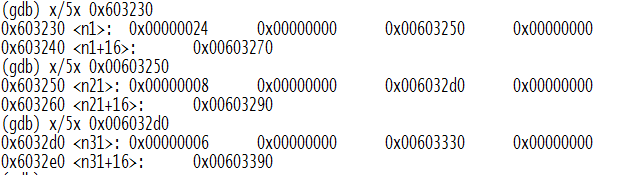 (gdb) x/5x 0x603230
0x603230 <n1>: 0x00000024 0x00000000 0x00603250 0x00000000
0x603240 <n1+16>: 0x00603270
(gdb) x/5x 0x00603250
0x603250 <n21>: 0x00000008 0x00000000 0x006032d0 0x00000000
0x603260 <n21+16>: 0x00603290
(gdb) x/5x 0x006032d0
0x6032d0 <n31>: 0x00000006 0x00000000 0x00603330 0x00000000
0x6032e0 <n31+16>: 0x00603390